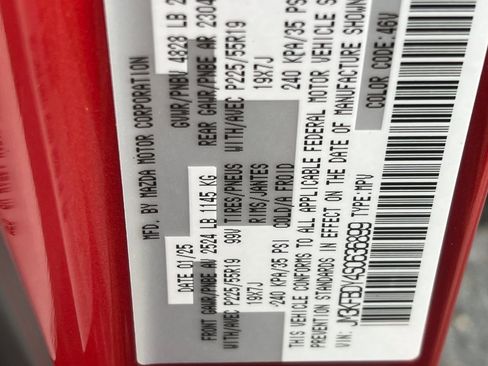 MFD. BY MAZDA MOTOR CORPORATION
DATE 01/25
GVWR/PNBV 4828 LB
FRONT GAWR/PNBE AV 2524 LB 1145 KG
REAR GAWR/PNBE AR 2304
WITH/AVEC P225/55R19 99V TIRES/PNEUS
WITH/AVEC P225/55R19
19X7J RIMS/JANTES
19X7J
240 KPA/35 PSI COLD/A FROID
240 KPA/35 PSI
THIS VEHICLE CONFORMS TO ALL APPLICABLE FEDERAL MOTOR VEHICLE S
PREVENTION STANDARDS IN EFFECT ON THE DATE OF MANUFACTURE SHOWN
JM3KFBDY4S0636899 TYPE:MPV
COLOR CODE:46V